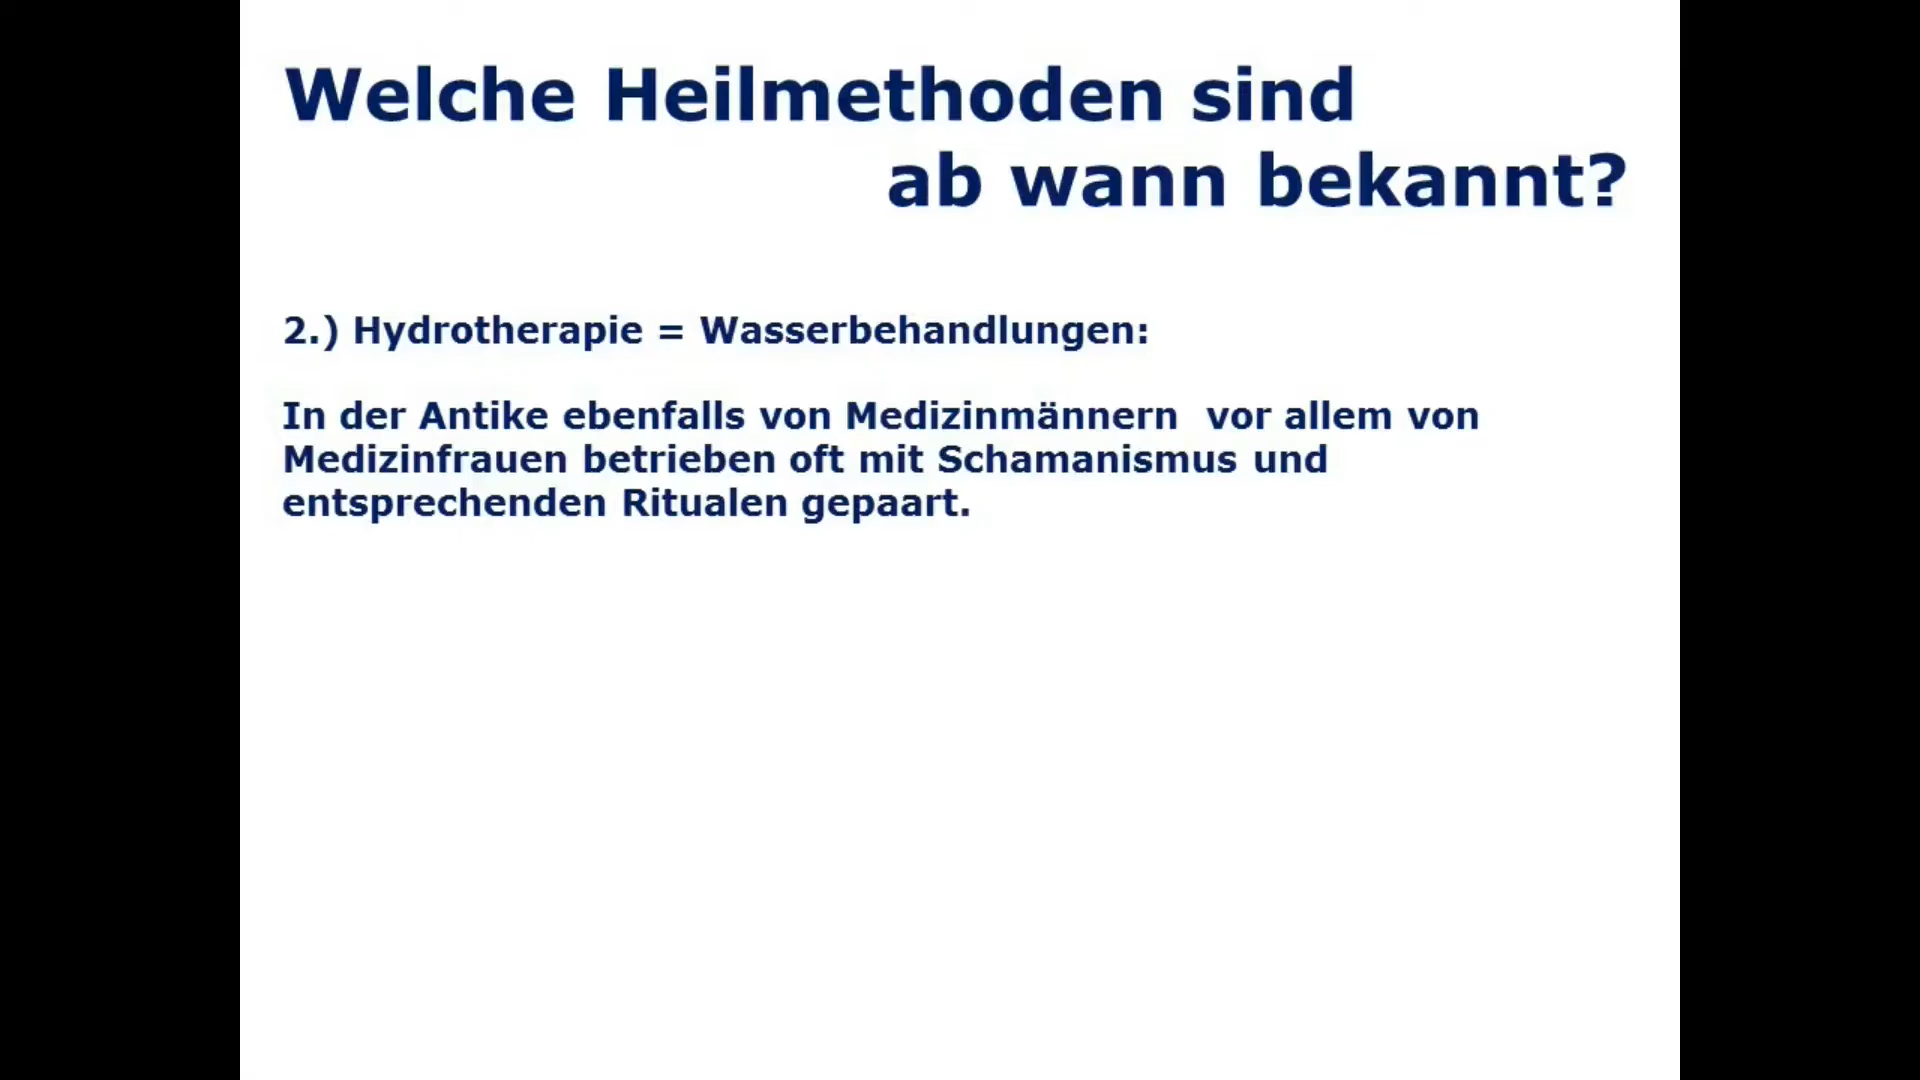 Welche Heilmethoden sind
ab wann bekannt?
2.) Hydrotherapie = Wasserbehandlungen:
In der Antike ebenfalls von Medizinmännern  vor allem von
Medizinfrauen betrieben oft mit Schamanismus und
entsprechenden Ritualen gepaart.